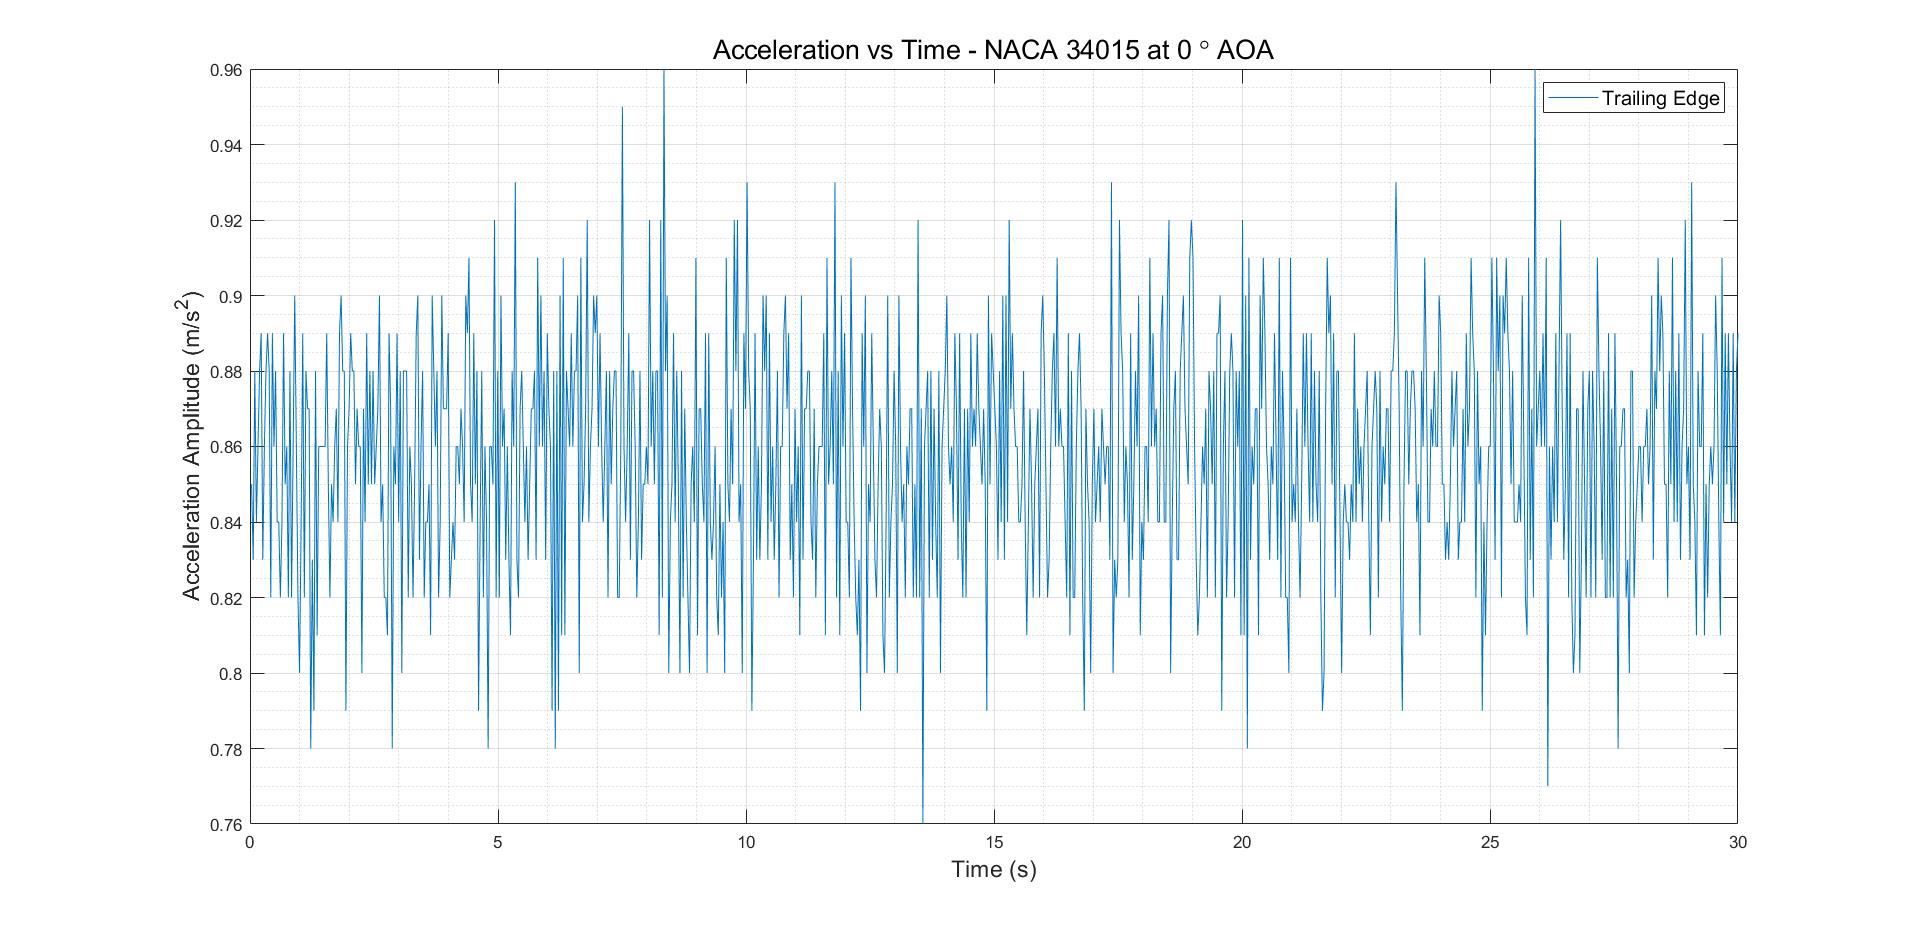 Acceleration vs Time - NACA 34015 at 0 ° AOA
Trailing Edge
Acceleration Amplitude (m/s²)
0.96
0.94
0.92
0.9
0.88
0.86
0.84
0.82
0.8
0.78
0.76
0 5 10 15 20 25 30
Time (s)